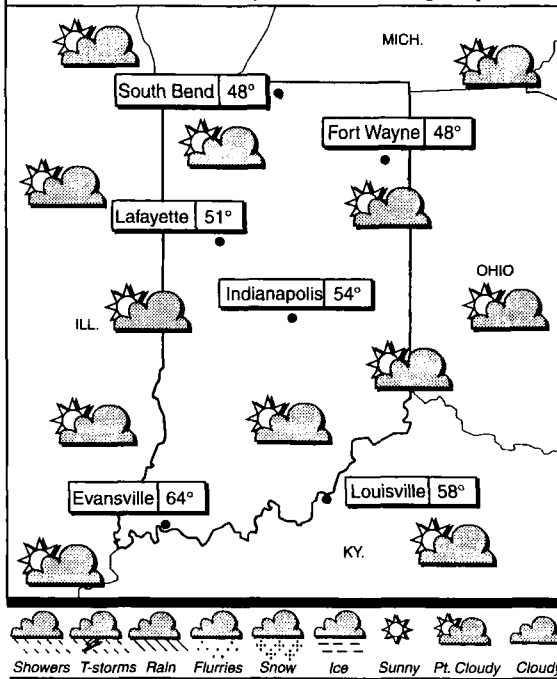 MICH.
South Bend 48°
Fort Wayne 48°
Lafayette 51°
OHIO
Indianapolis 54°
ILL.
Evansville 64°
Louisville 58°
KY.
Showers T-storms Rain Flurries Snow Ice Sunny Pt. Cloudy Cloudy